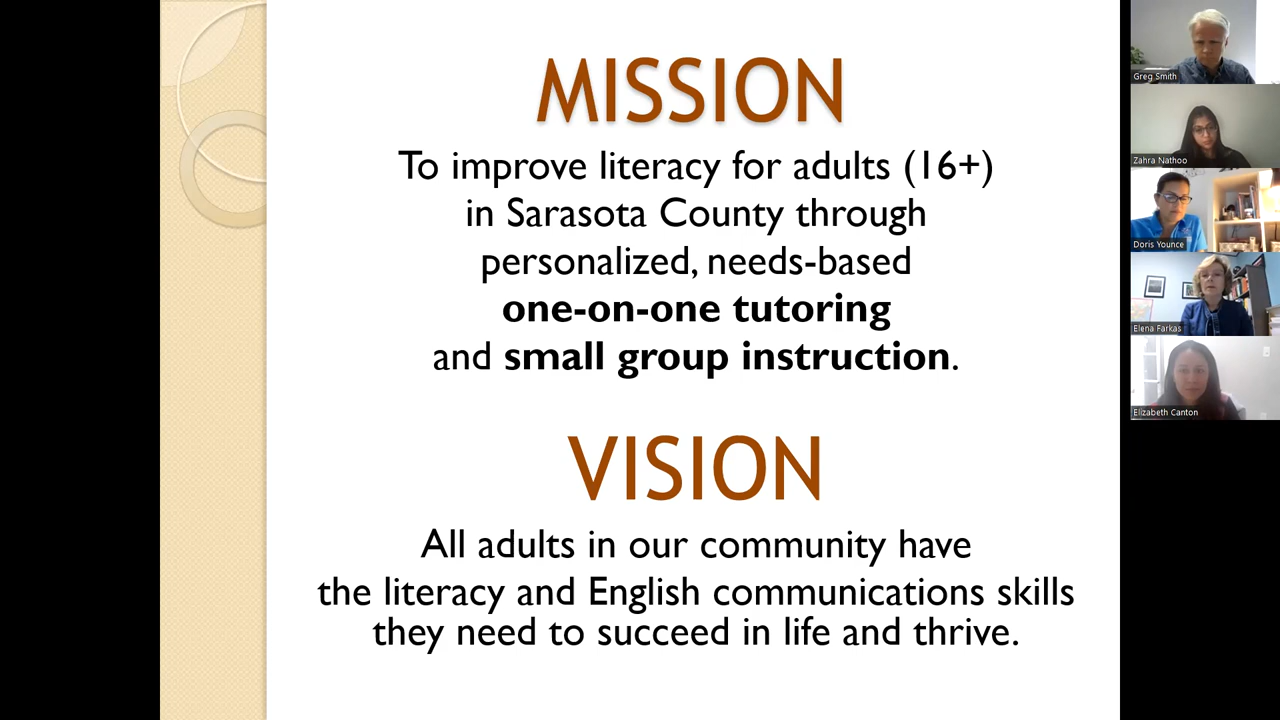 MISSION
To improve literacy for adults (16+)
in Sarasota County through
personalized, needs-based
one-on-one tutoring
and small group instruction.
VISION
All adults in our community have
the literacy and English communications skills
they need to succeed in life and thrive.
Greg Smith
Zahra Nathoo
Doris Younce
Elena Farkas
Elizabeth Canton